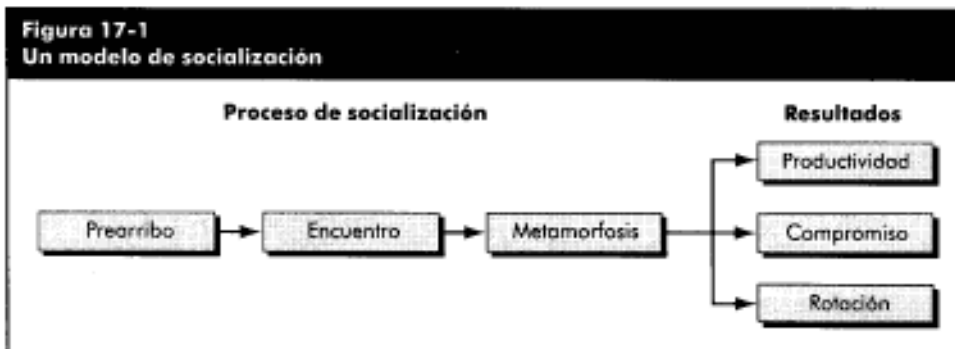 Figura 17-1
Un modelo de socialización
Proceso de socialización
Resultados
Productividad
Prearribo
Encuentro
Metamorfosis
Compromiso
Rotación